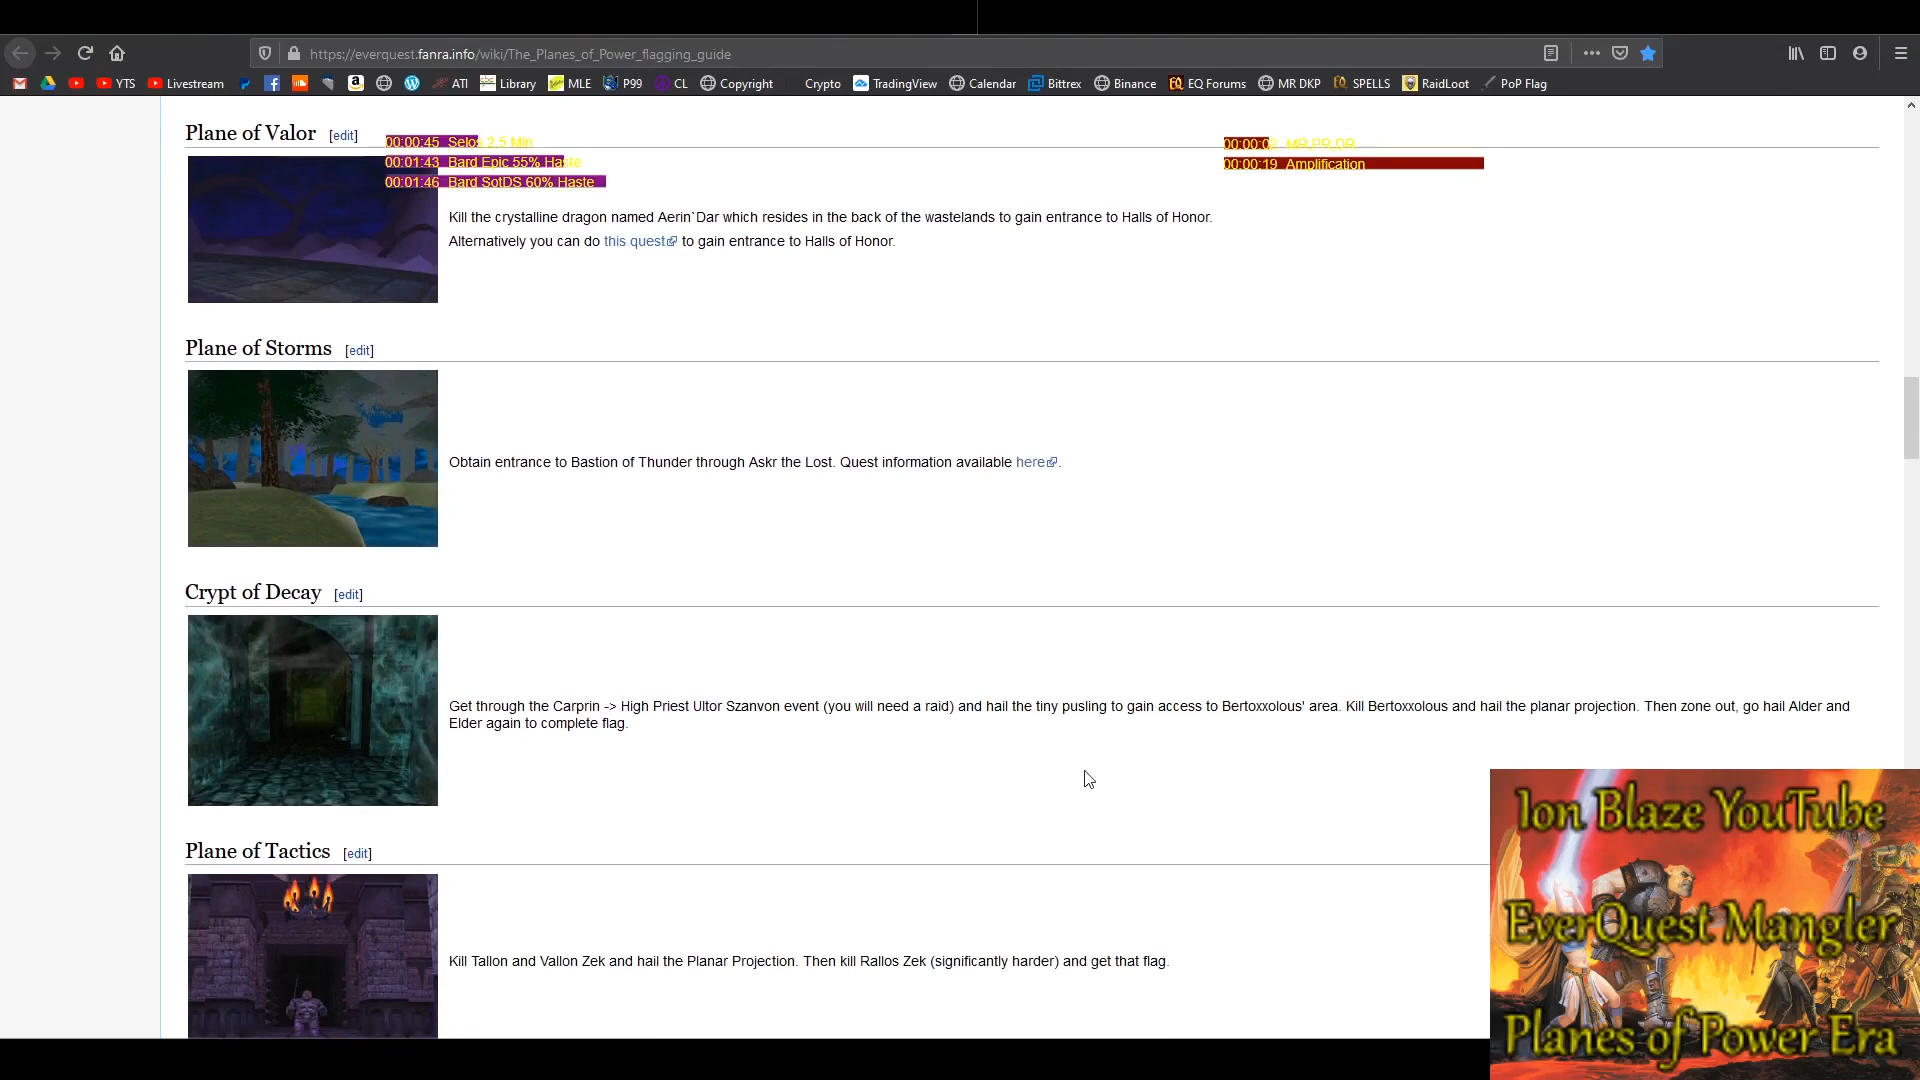 https://everquest.fanra.info/wiki/The_Planes_of_Power_flagging_guide
YTS Livestream ATI Library MLE P99 CL Copyright Crypto TradingView Calendar Bittrex Binance EQ Forums MR DKP SPELLS RaidLoot PoP Flag
Plane of Valor [edit]
00:00:45 Selos 2.5 Min
00:01:43 Bard Epic 55% Haste
00:01:46 Bard SotDS 60% Haste
MR,PR,DR
00:00:19 Amplification
Kill the crystalline dragon named Aerin`Dar which resides in the back of the wastelands to gain entrance to Halls of Honor.
Alternatively you can do this quest to gain entrance to Halls of Honor.
Plane of Storms [edit]
Obtain entrance to Bastion of Thunder through Askr the Lost. Quest information available here.
Crypt of Decay [edit]
Get through the Carprin -> High Priest Ultor Szanvon event (you will need a raid) and hail the tiny pusling to gain access to Bertoxxolous' area. Kill Bertoxxolous and hail the planar projection. Then zone out, go hail Alder and
Elder again to complete flag.
Plane of Tactics [edit]
Kill Tallon and Vallon Zek and hail the Planar Projection. Then kill Rallos Zek (significantly harder) and get that flag.
Ion Blaze YouTube
EverQuest Mangler
Planes of Power Era